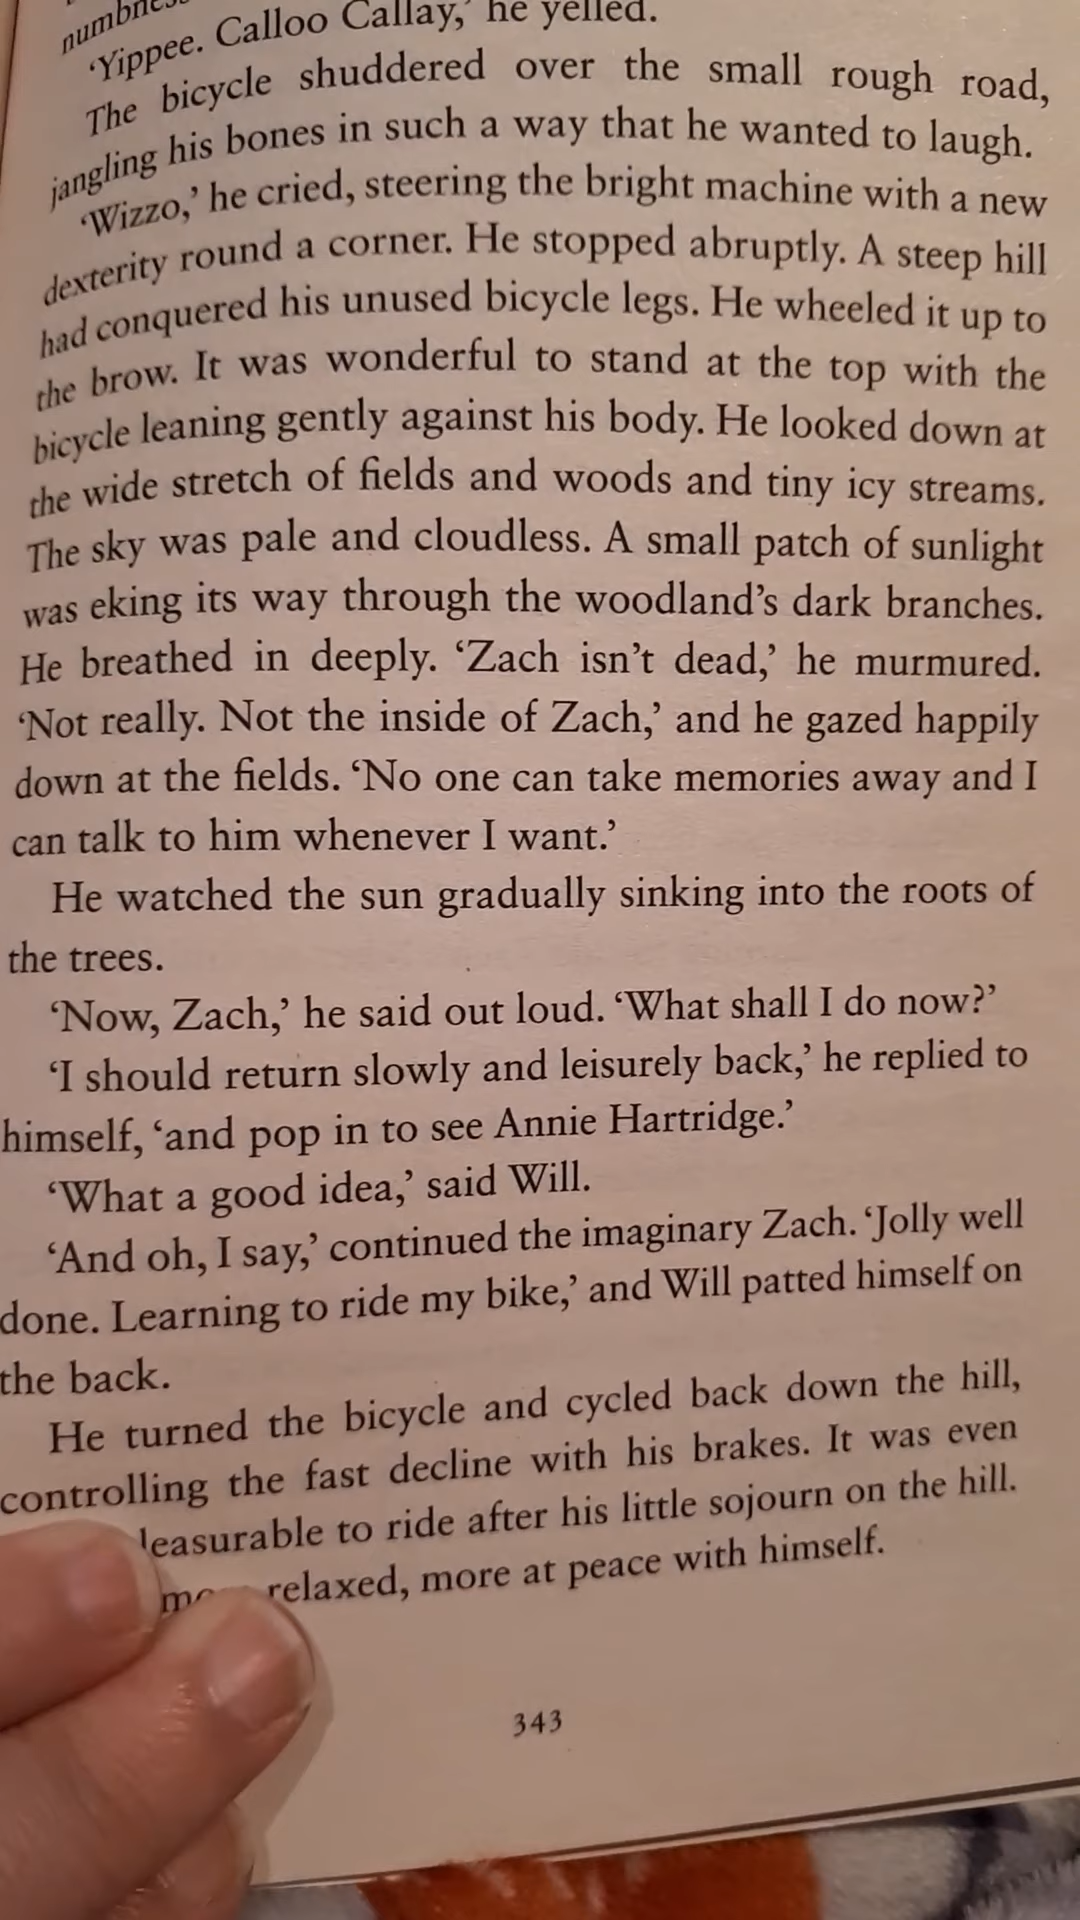 numbness
‘Yippee. Calloo Callay,’ he yelled.
The bicycle shuddered over the small rough road,
jangling his bones in such a way that he wanted to laugh.
‘Wizzo,’ he cried, steering the bright machine with a new
dexterity round a corner. He stopped abruptly. A steep hill
had conquered his unused bicycle legs. He wheeled it up to
the brow. It was wonderful to stand at the top with the
bicycle leaning gently against his body. He looked down at
the wide stretch of fields and woods and tiny icy streams.
The sky was pale and cloudless. A small patch of sunlight
was eking its way through the woodland’s dark branches.
He breathed in deeply. ‘Zach isn’t dead,’ he murmured.
‘Not really. Not the inside of Zach,’ and he gazed happily
down at the fields. ‘No one can take memories away and I
can talk to him whenever I want.’
He watched the sun gradually sinking into the roots of
the trees.
‘Now, Zach,’ he said out loud. ‘What shall I do now?’
‘I should return slowly and leisurely back,’ he replied to
himself, ‘and pop in to see Annie Hartridge.’
‘What a good idea,’ said Will.
‘And oh, I say,’ continued the imaginary Zach. ‘Jolly well
done. Learning to ride my bike,’ and Will patted himself on
the back.
He turned the bicycle and cycled back down the hill,
controlling the fast decline with his brakes. It was even
leasurable to ride after his little sojourn on the hill.
relaxed, more at peace with himself.
343